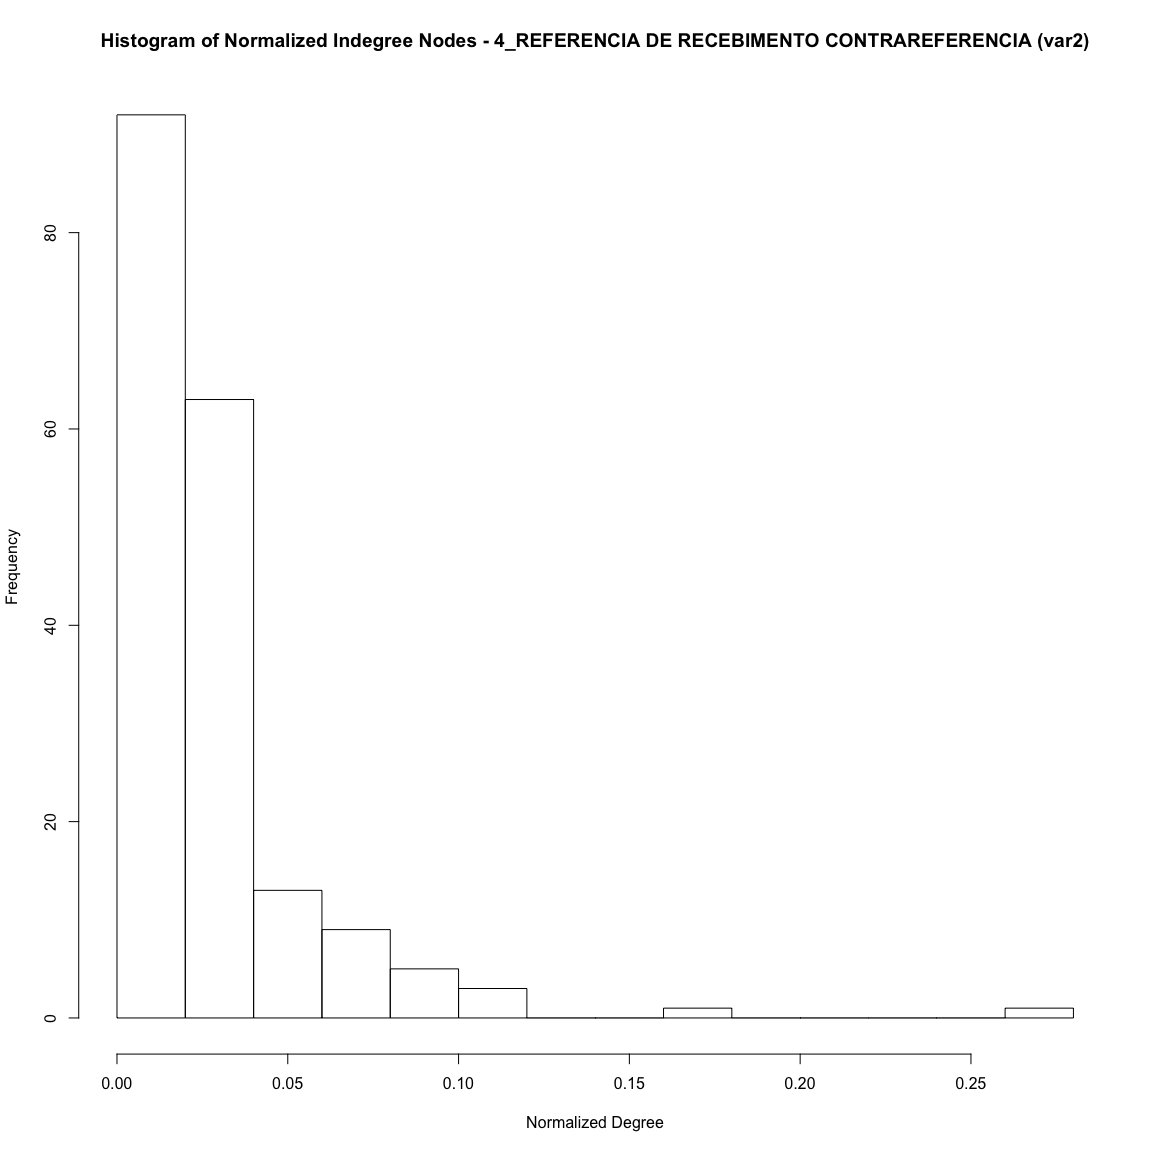 Histogram of Normalized Indegree Nodes - 4_REFERENCIA DE RECEBIMENTO CONTRAREFERENCIA (var2)
80
60
40
20
0
Frequency
0.00 0.05 0.10 0.15 0.20 0.25
Normalized Degree